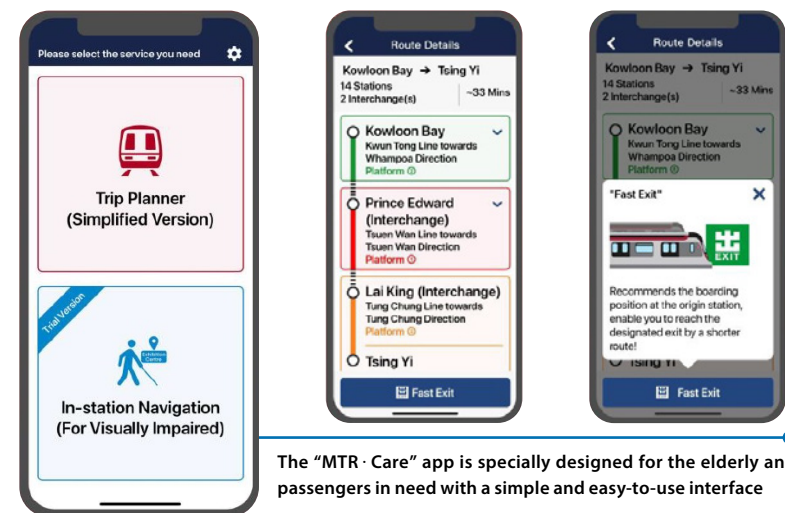 Please select the service you need
Trip Planner
(Simplified Version)
Trial Version
Exhibition
Centre
In-station Navigation
(For Visually Impaired)
Route Details
Kowloon Bay → Tsing Yi
14 Stations
2 Interchange(s)
~33 Mins
Kowloon Bay
Kwun Tong Line towards
Whampoa Direction
Platform ①
Prince Edward
(Interchange)
Tsuen Wan Line towards
Tsuen Wan Direction
Platform ①
Lai King (Interchange)
Tung Chung Line towards
Tung Chung Direction
Platform ①
Tsing Yi
Fast Exit
Route Details
Kowloon Bay → Tsing Yi
14 Stations
2 Interchange(s)
~33 Mins
Kowloon Bay
Kwun Tong Line towards
Whampoa Direction
Platform ①
"Fast Exit"
EXIT
Recommends the boarding
position at the origin station,
enable you to reach the
designated exit by a shorter
route!
Tsing Yi
Fast Exit
The “MTR · Care” app is specially designed for the elderly an
passengers in need with a simple and easy-to-use interface